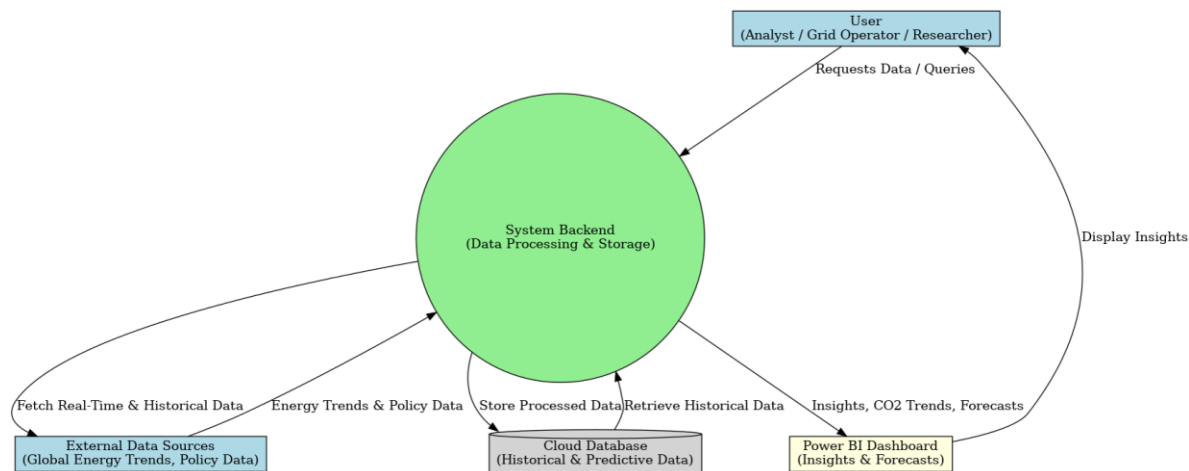 User
(Analyst / Grid Operator / Researcher)
Requests Data / Queries
System Backend
(Data Processing & Storage)
Display Insights
Fetch Real-Time & Historical Data
Energy Trends & Policy Data
Store Processed Data
Retrieve Historical Data
Insights, CO2 Trends, Forecasts
External Data Sources
(Global Energy Trends, Policy Data)
Cloud Database
(Historical & Predictive Data)
Power BI Dashboard
(Insights & Forecasts)